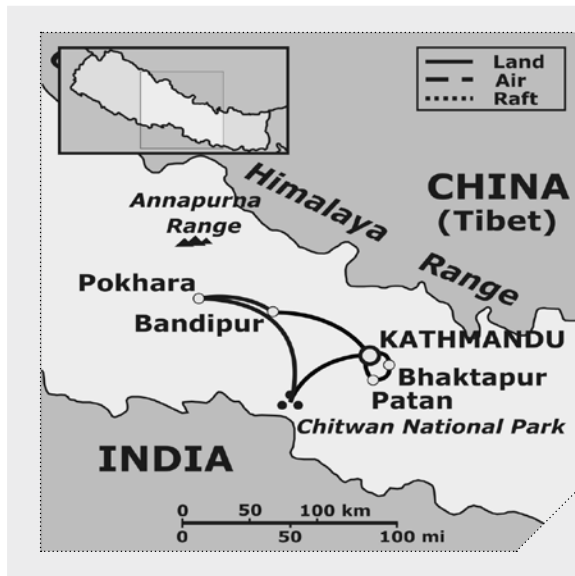 Land
Air
Raft
Himalaya
Range
CHINA
(Tibet)
Annapurna
Range
Pokhara
Bandipur
KATHMANDU
Bhaktapur
Patan
Chitwan National Park
INDIA
0 50 100 km
0 50 100 mi